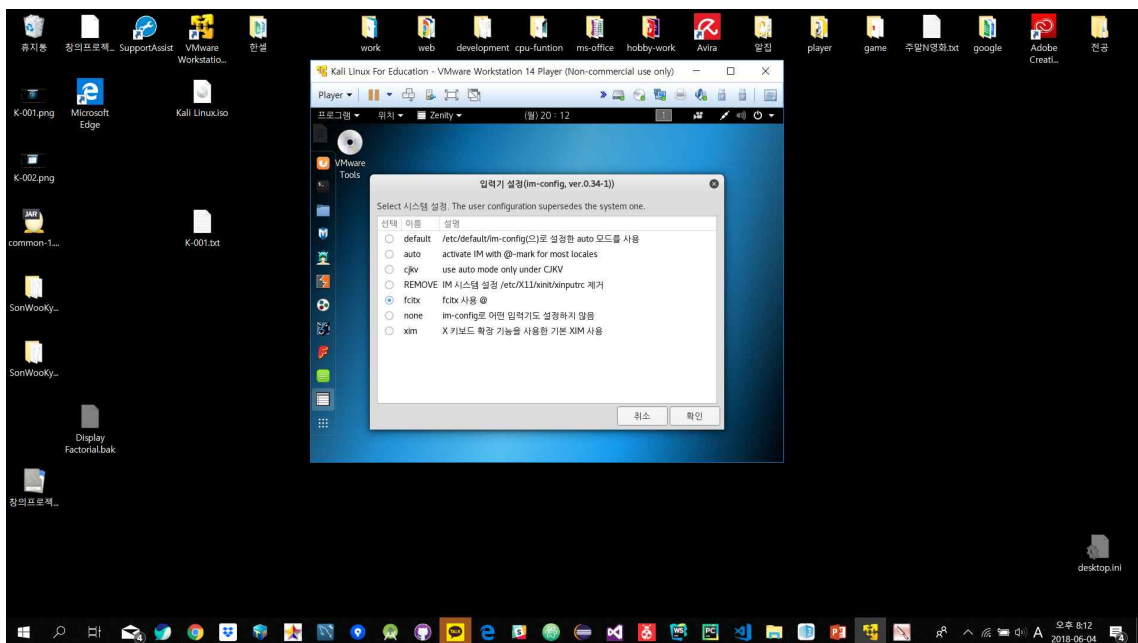 휴지통
창의프로젝...
SupportAssist
VMware
Workstatio...
한셀
work
web
development
cpu-funtion
ms-office
hobby-work
Avira
알집
player
game
주말N영화.txt
google
Adobe
Creati...
전공
K-001.png
Microsoft
Edge
Kali Linux.iso
K-002.png
JAR
common-1....
K-001.txt
SonWooKy...
SonWooKy...
Display
Factorial.bak
창의프로젝...
desktop.ini
Kali Linux For Education - VMware Workstation 14 Player (Non-commercial use only)
Player
프로그램 위치 Zenity (월) 20 : 12 1
VMware
Tools
입력기 설정(im-config, ver.0.34-1))
Select 시스템 설정. The user configuration supersedes the system one.
선택 이름 설명
default /etc/default/im-config(으)로 설정한 auto 모드를 사용
auto activate IM with @-mark for most locales
cjkv use auto mode only under CJKV
REMOVE IM 시스템 설정 /etc/X11/xinit/xinputrc 제거
fcitx fcitx 사용 @
none im-config로 어떤 입력기도 설정하지 않음
xim X 키보드 확장 기능을 사용한 기본 XIM 사용
취소 확인
TALK
WS
PC
A
오후 8:12
2018-06-04